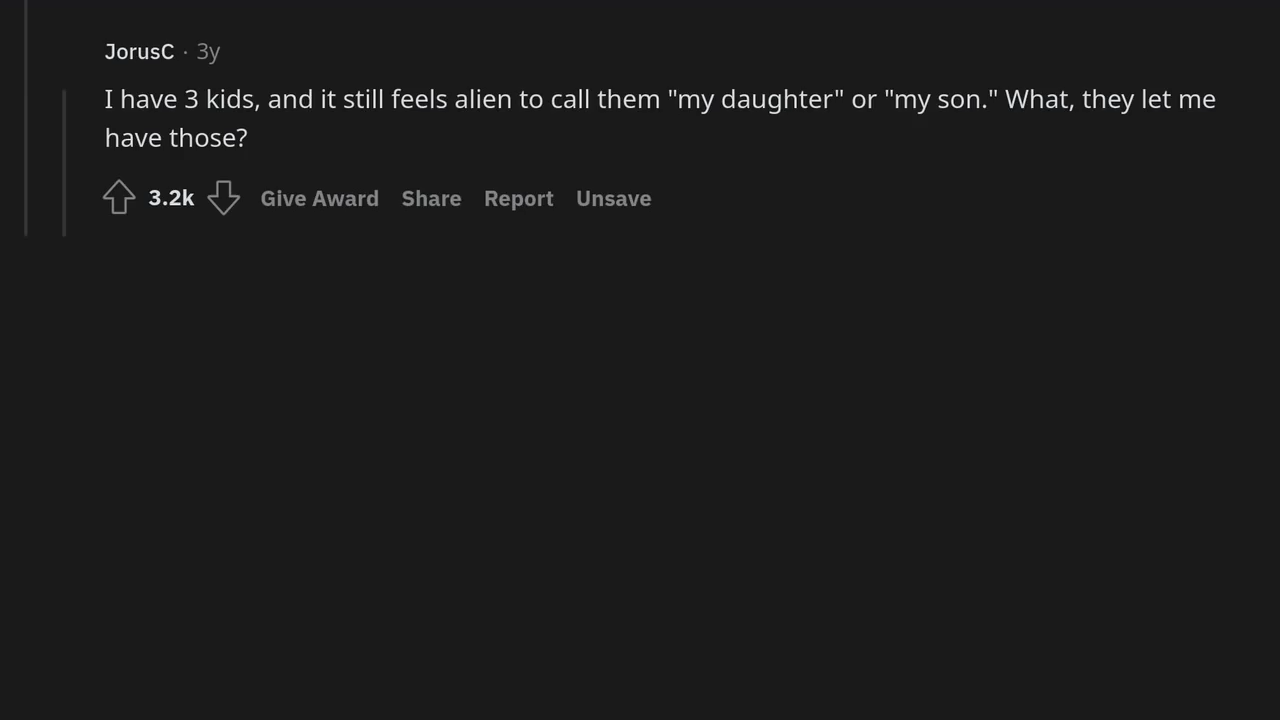 JorusC · 3y
I have 3 kids, and it still feels alien to call them "my daughter" or "my son." What, they let me
have those?
3.2k Give Award Share Report Unsave